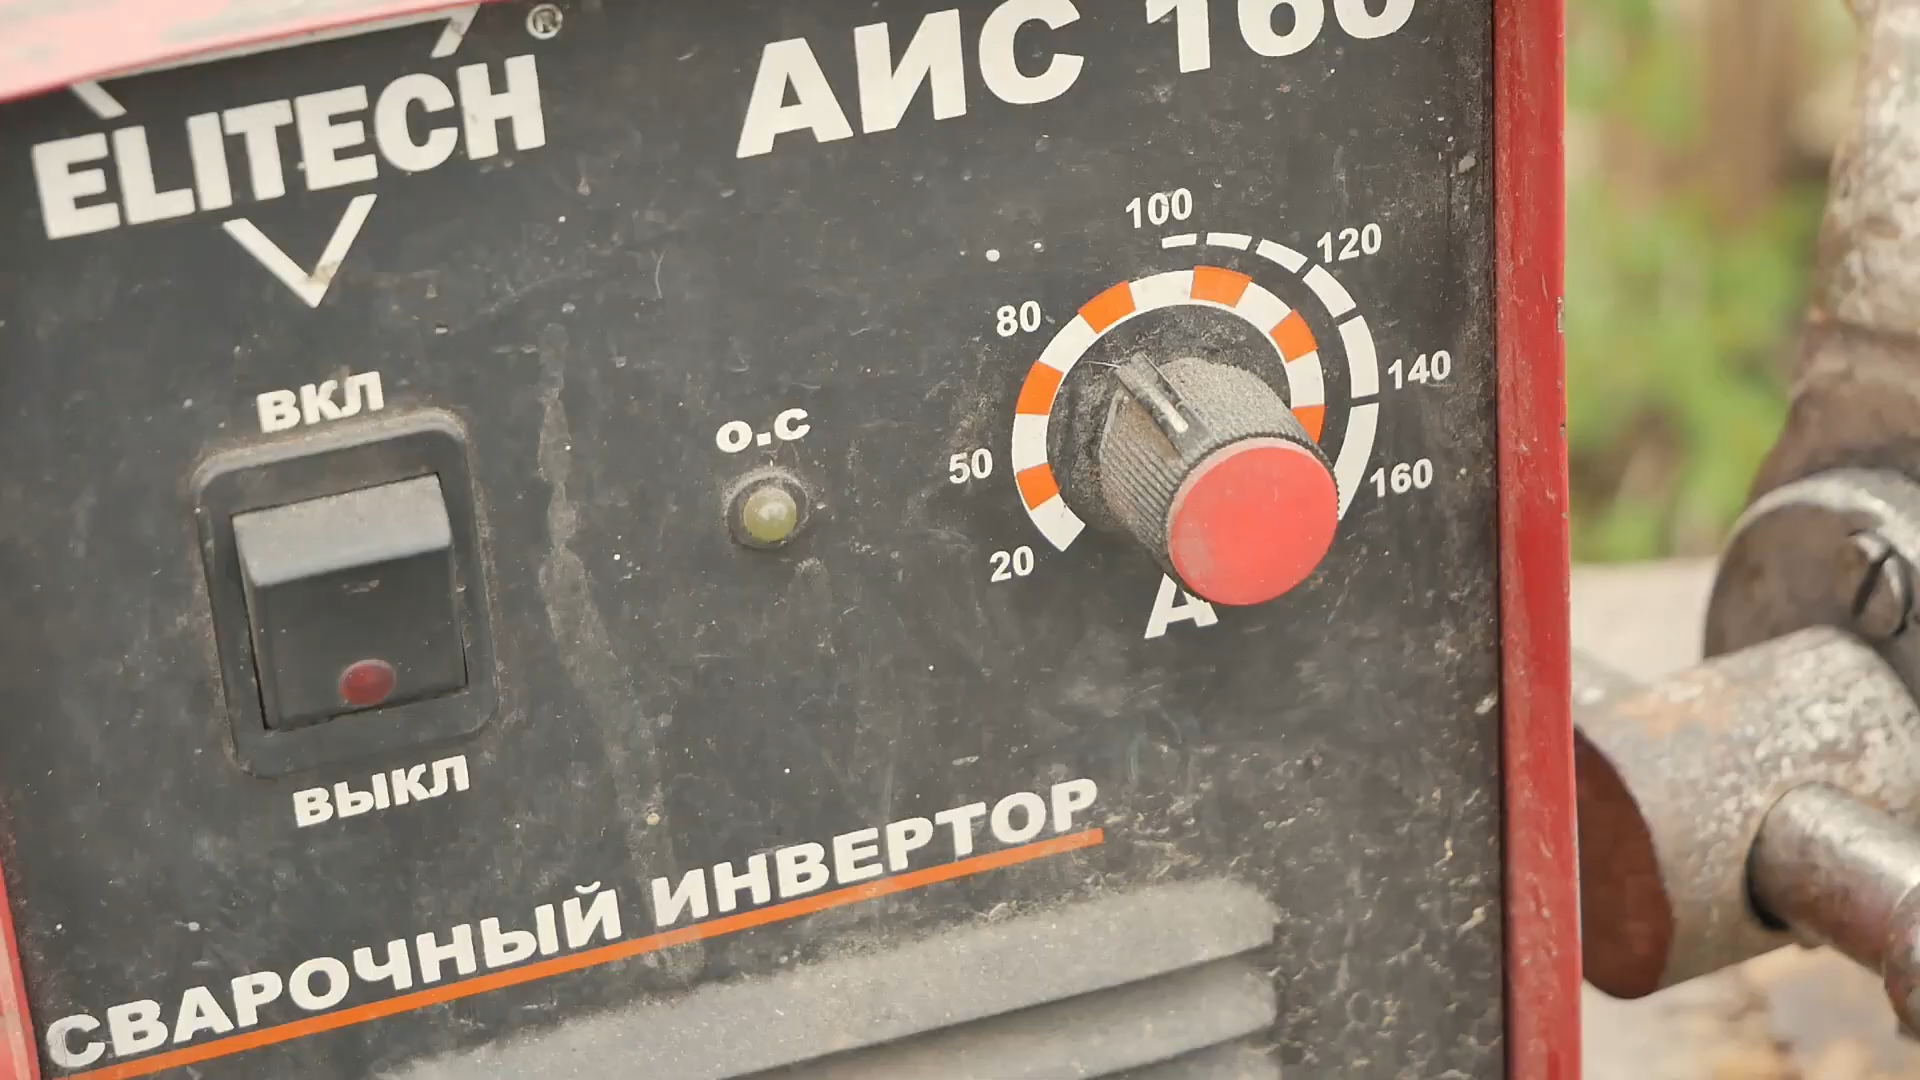 ELITECH®
АИС 160
ВКЛ
ВЫКЛ
о.с
20
50
80
100
120
140
160
А
СВАРОЧНЫЙ ИНВЕРТОР